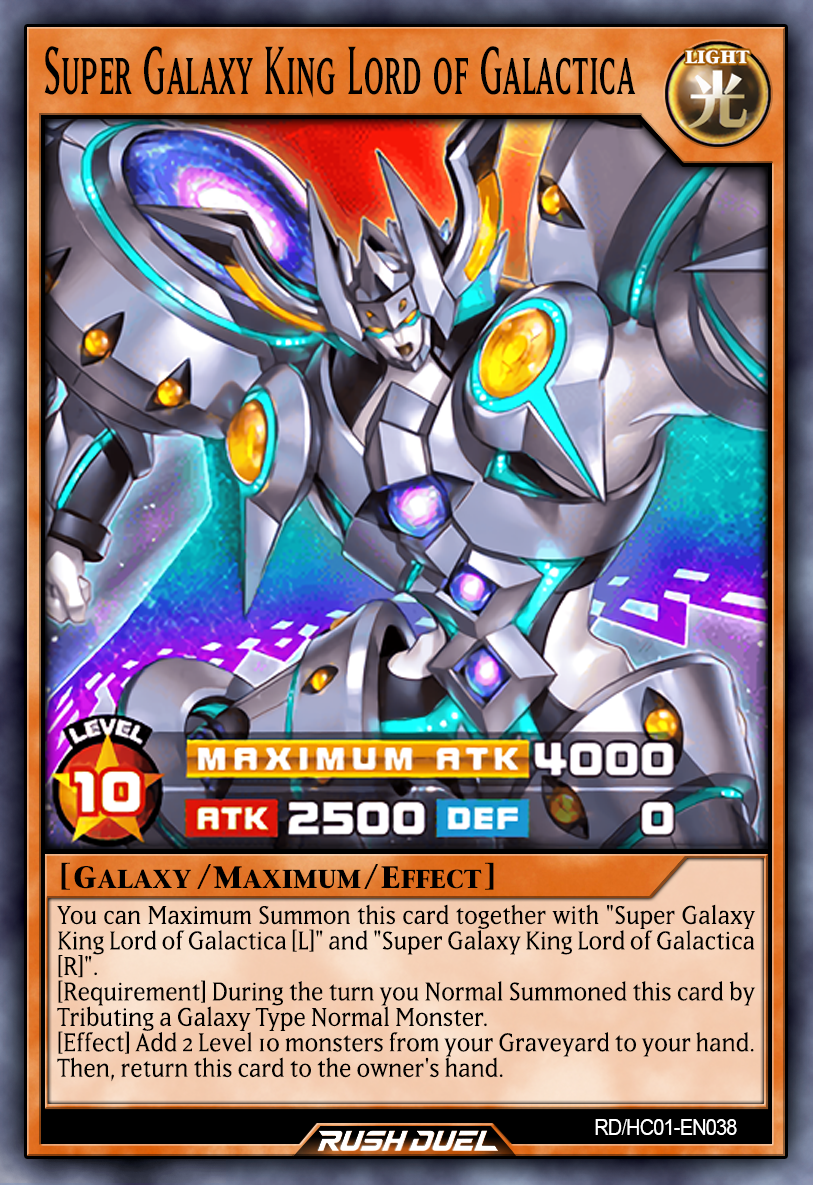 Super Galaxy King Lord of Galactica
LIGHT
光
LEVEL
10
MAXIMUM ATK 4000
ATK 2500 DEF 0
[Galaxy/Maximum/Effect]
You can Maximum Summon this card together with "Super Galaxy
King Lord of Galactica [L]" and "Super Galaxy King Lord of Galactica
[R]".
[Requirement] During the turn you Normal Summoned this card by
Tributing a Galaxy Type Normal Monster.
[Effect] Add 2 Level 10 monsters from your Graveyard to your hand.
Then, return this card to the owner's hand.
RD/HC01-EN038
RUSH DUEL